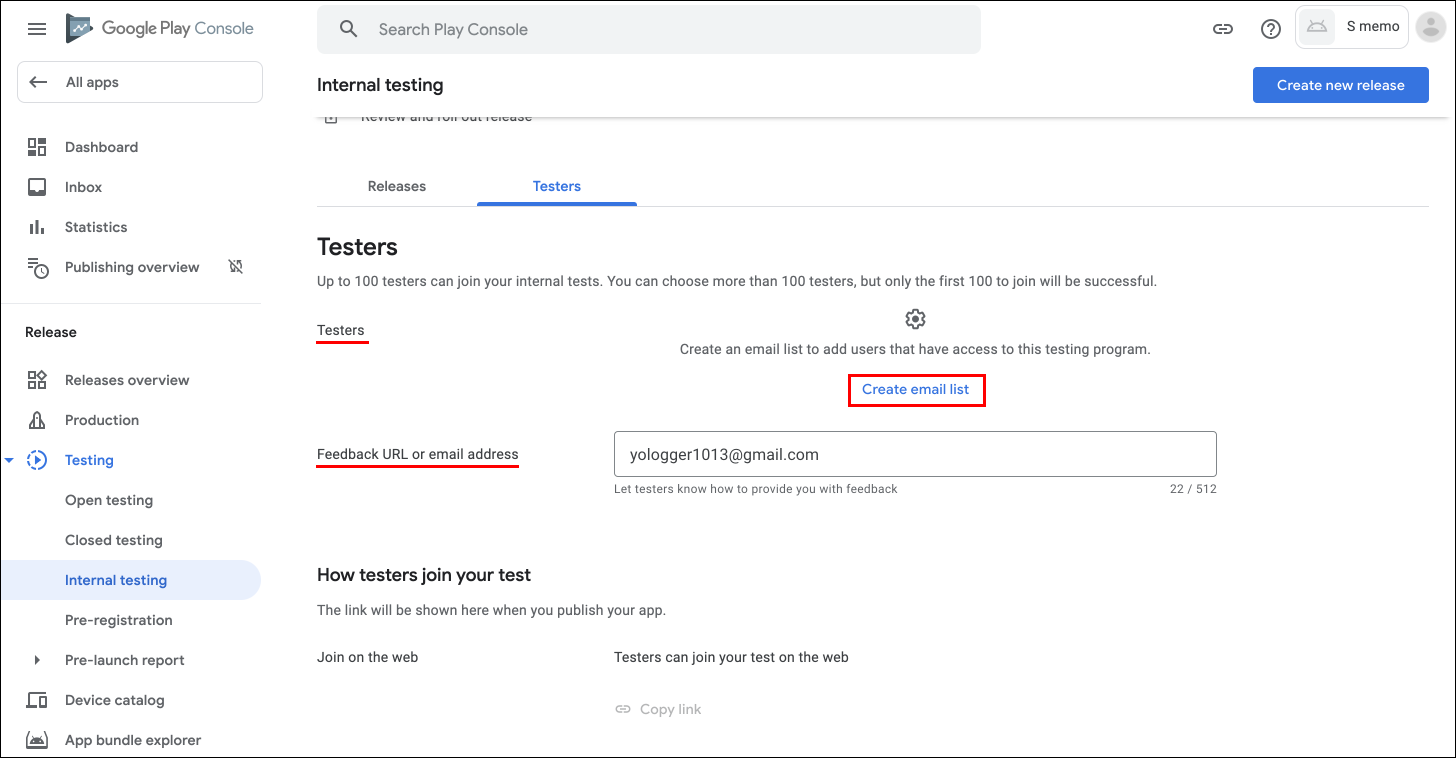 Google Play Console
Search Play Console
S memo
All apps
Internal testing
Create new release
Review and roll out release
Dashboard
Inbox
Statistics
Publishing overview
Release
Releases overview
Production
Testing
Open testing
Closed testing
Internal testing
Pre-registration
Pre-launch report
Device catalog
App bundle explorer
Releases
Testers
Testers
Up to 100 testers can join your internal tests. You can choose more than 100 testers, but only the first 100 to join will be successful.
Testers
Create an email list to add users that have access to this testing program.
Create email list
Feedback URL or email address
yologger1013@gmail.com
Let testers know how to provide you with feedback
22 / 512
How testers join your test
The link will be shown here when you publish your app.
Join on the web
Testers can join your test on the web
Copy link